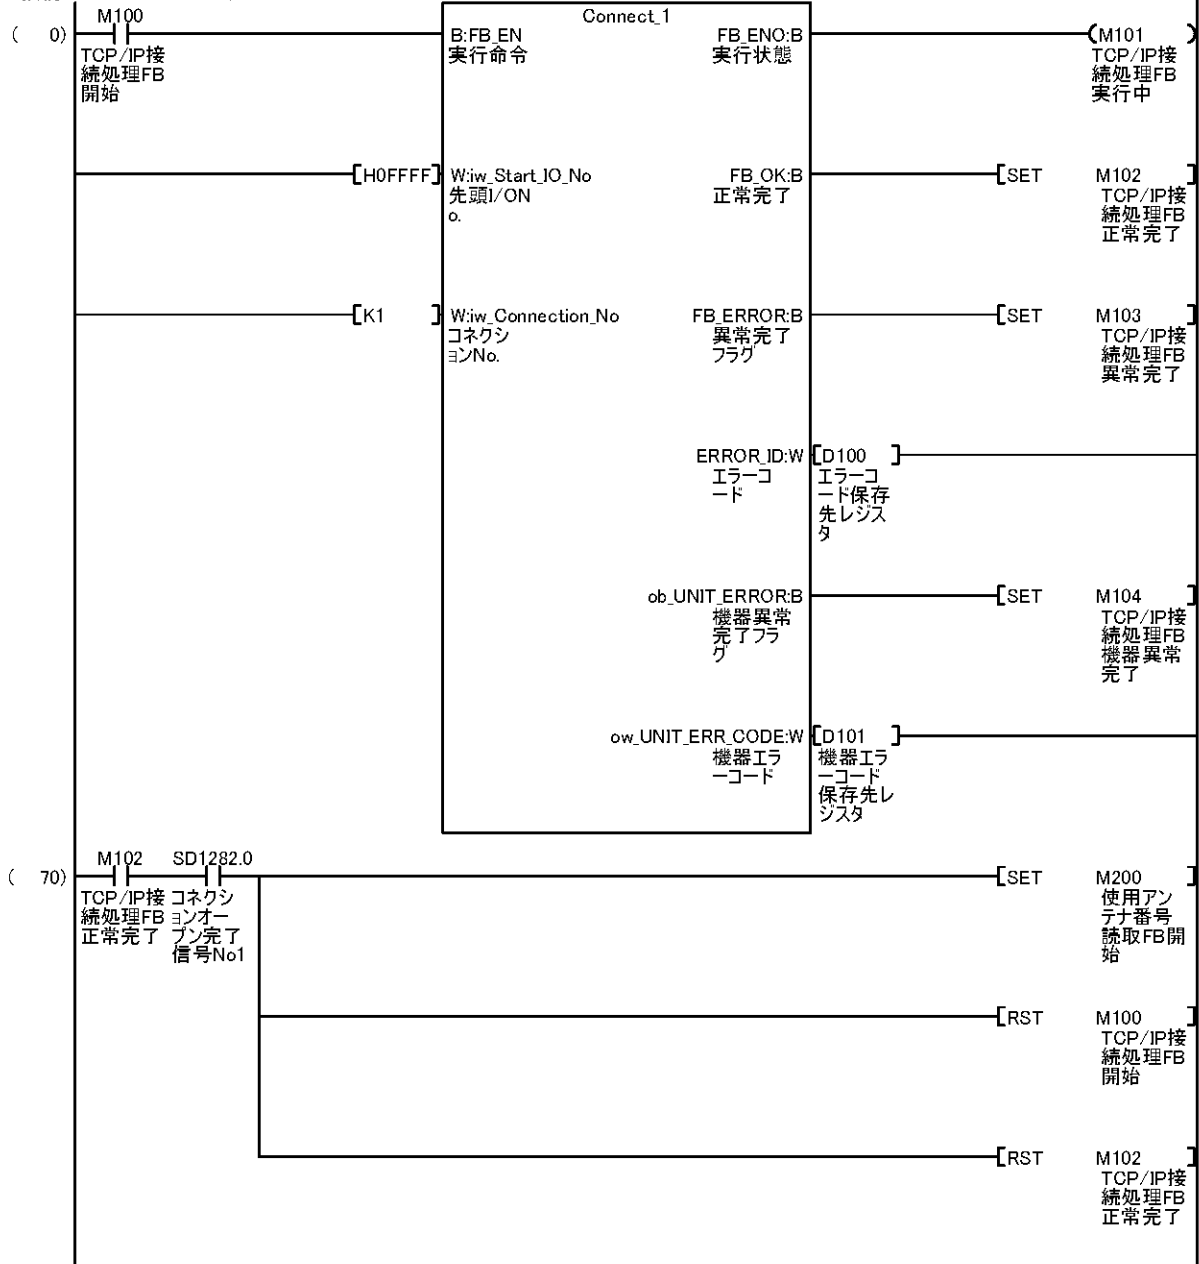 M100
Connect_1
( 0)
B:FB_EN
FB_ENO:B
M101
TCP/IP接
続処理FB
開始
実行命令
実行状態
TCP/IP接
続処理FB
実行中
H0FFFF
W:iw_Start_IO_No
先頭I/ON
o.
FB_OK:B
正常完了
SET M102
TCP/IP接
続処理FB
正常完了
K1
W:iw_Connection_No
コネクシ
ョンNo.
FB_ERROR:B
異常完了
フラグ
SET M103
TCP/IP接
続処理FB
異常完了
ERROR_ID:W
エラーコ
ード
D100
エラーコ
ード保存
先レジス
タ
ob_UNIT_ERROR:B
機器異常
完了フラ
グ
SET M104
TCP/IP接
続処理FB
機器異常
完了
ow_UNIT_ERR_CODE:W
機器エラ
ーコード
D101
機器エラ
ーコード
保存先レ
ジスタ
M102 SD1282.0
( 70)
TCP/IP接
続処理FB
正常完了
コネクシ
ョンオー
プン完了
信号No1
SET M200
使用アン
テナ番号
読取FB開
始
RST M100
TCP/IP接
続処理FB
開始
RST M102
TCP/IP接
続処理FB
正常完了